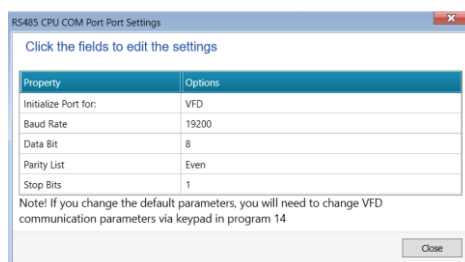 RS485 CPU COM Port Port Settings
Click the fields to edit the settings
Property Options
Initialize Port for: VFD
Baud Rate 19200
Data Bit 8
Parity List Even
Stop Bits 1
Note! If you change the default parameters, you will need to change VFD
communication parameters via keypad in program 14
Close